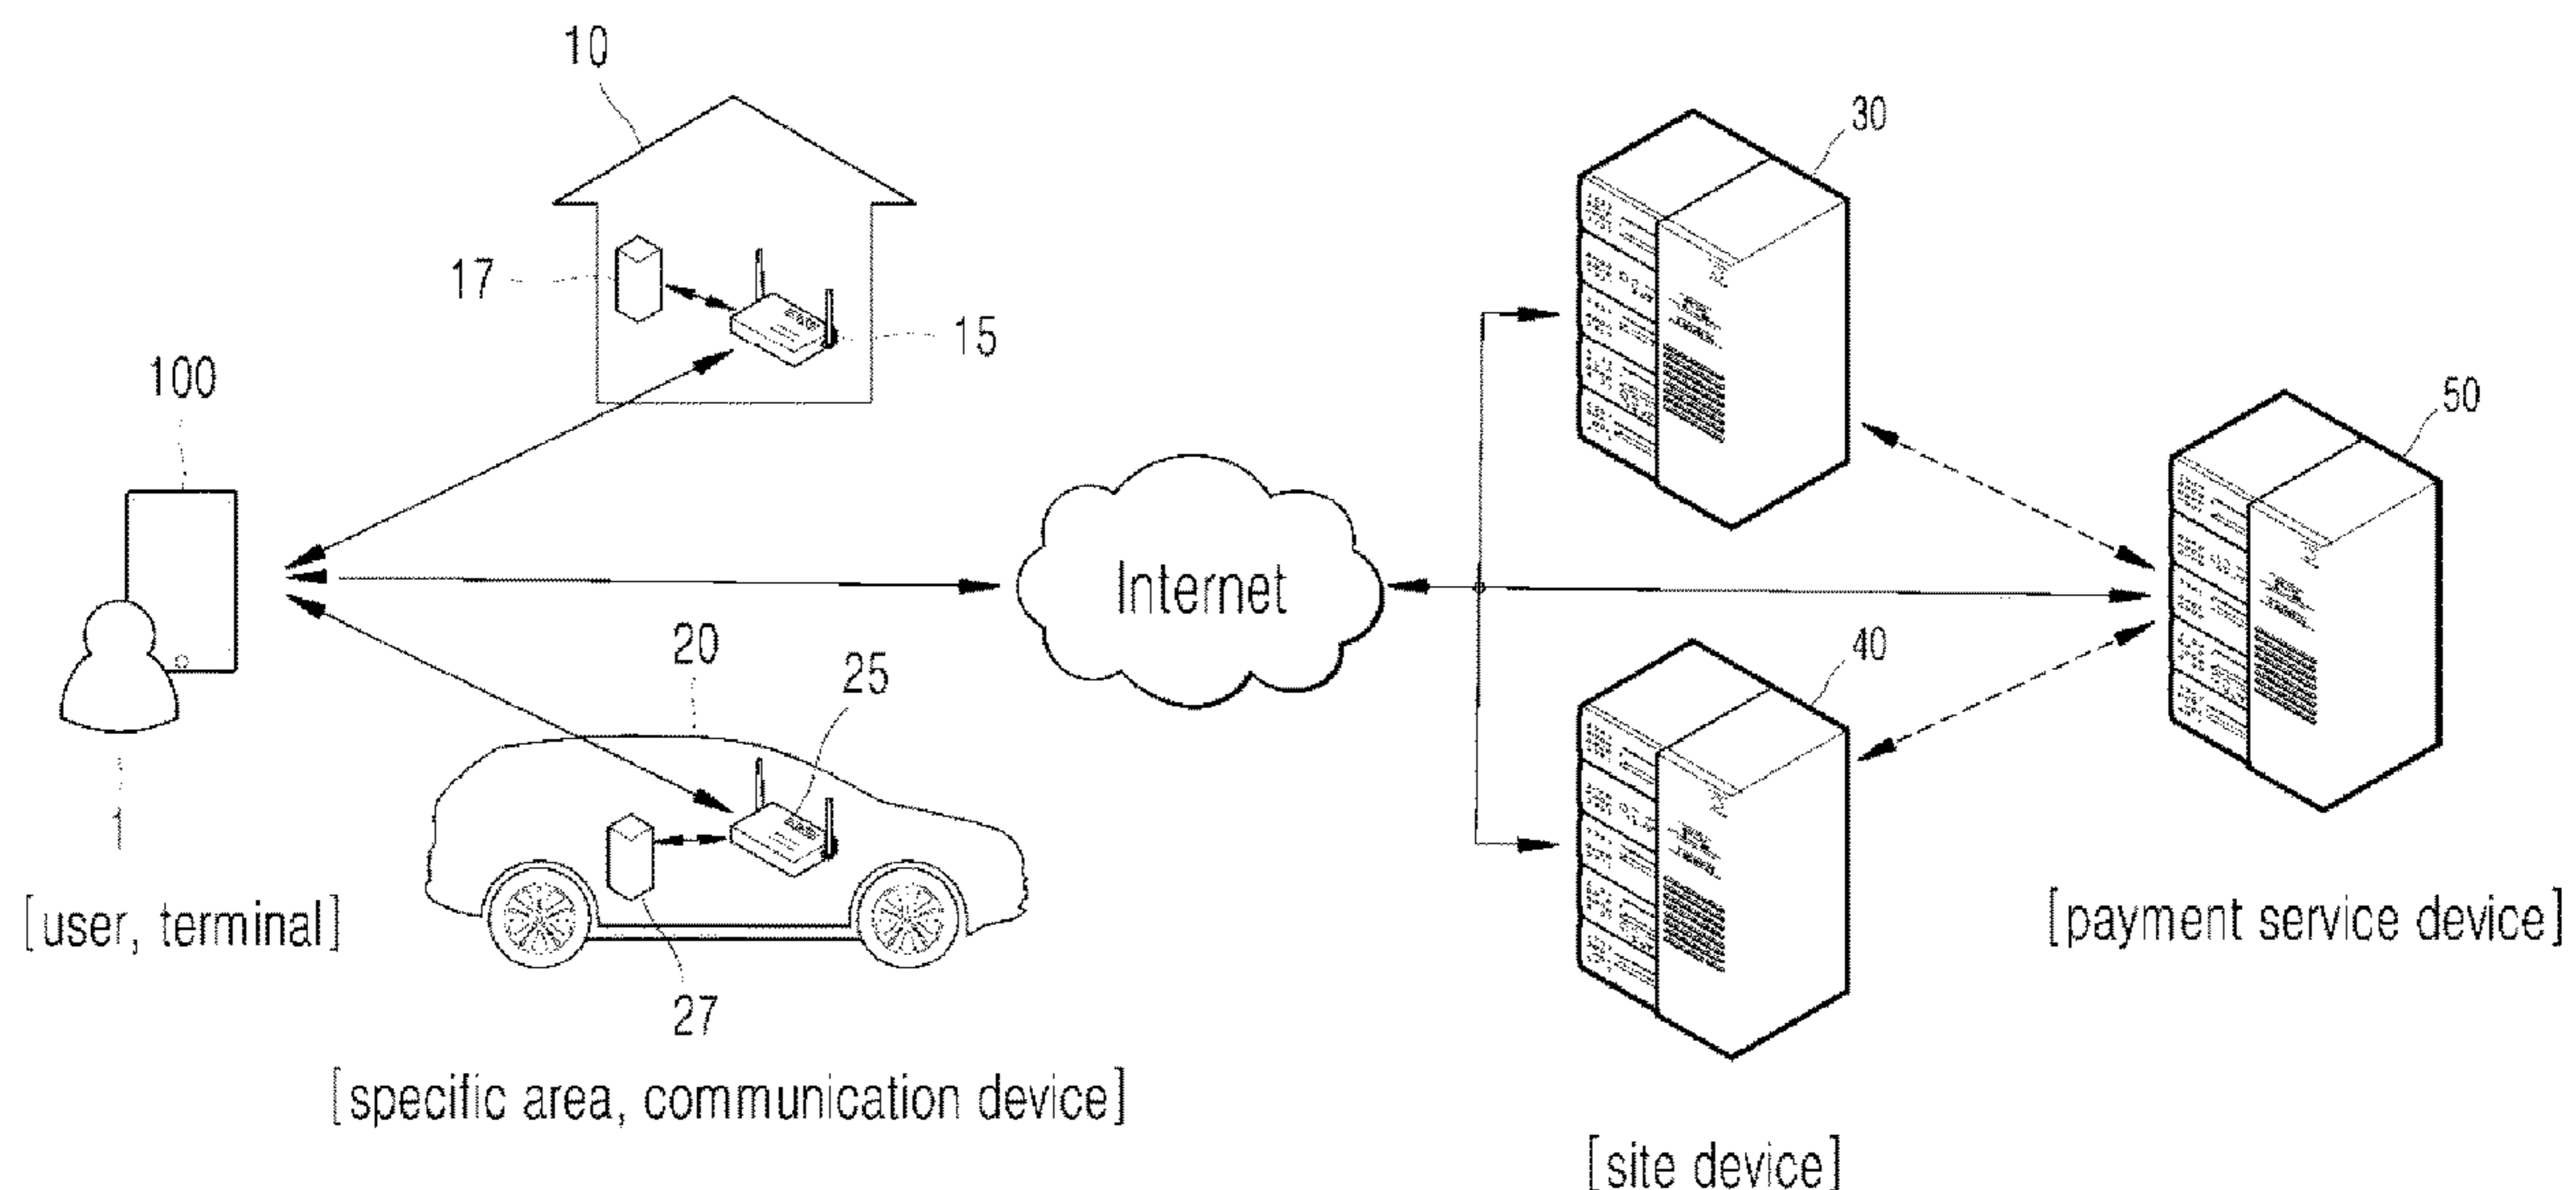 10
30
17
15
100
50
Internet
20
25
40
1
[user, terminal]
[payment service device]
27
[specific area, communication device]
[site device]